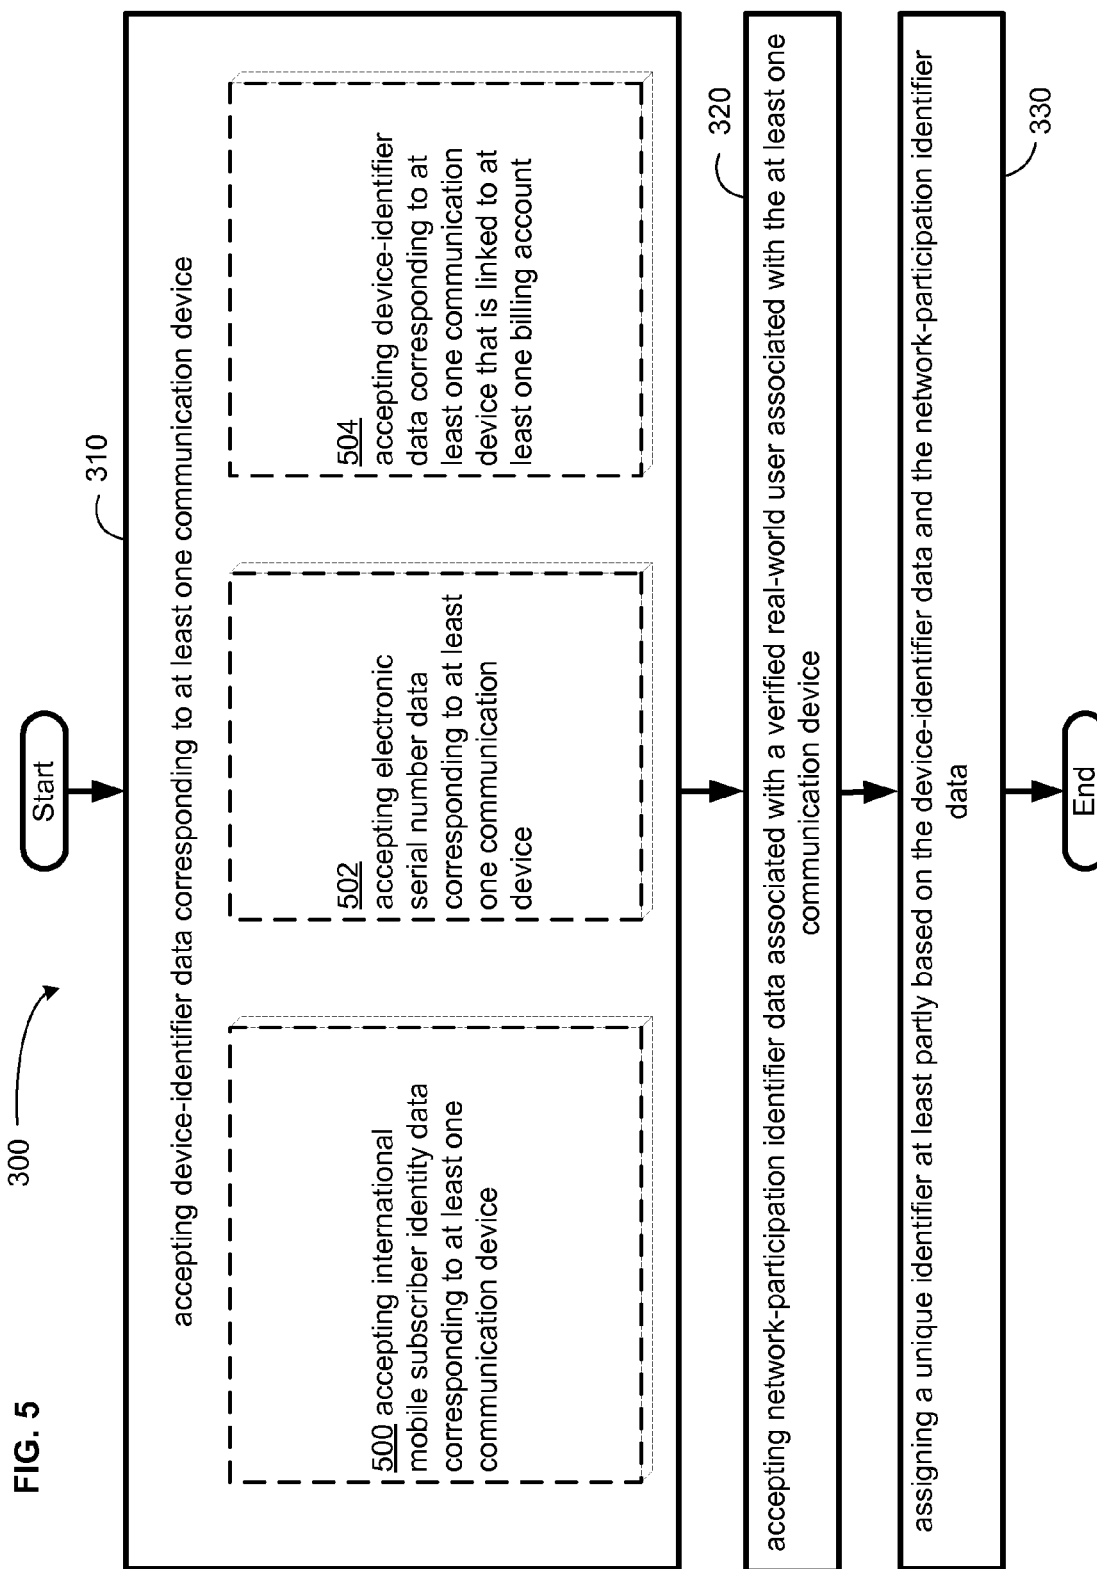 FIG. 5
300
Start
310
accepting device-identifier data corresponding to at least one communication device
500 accepting international
mobile subscriber identity data
corresponding to at least one
communication device
502
accepting electronic
serial number data
corresponding to at least
one communication
device
504
accepting device-identifier
data corresponding to at
least one communication
device that is linked to at
least one billing account
320
accepting network-participation identifier data associated with a verified real-world user associated with the at least one
communication device
330
assigning a unique identifier at least partly based on the device-identifier data and the network-participation identifier
data
End